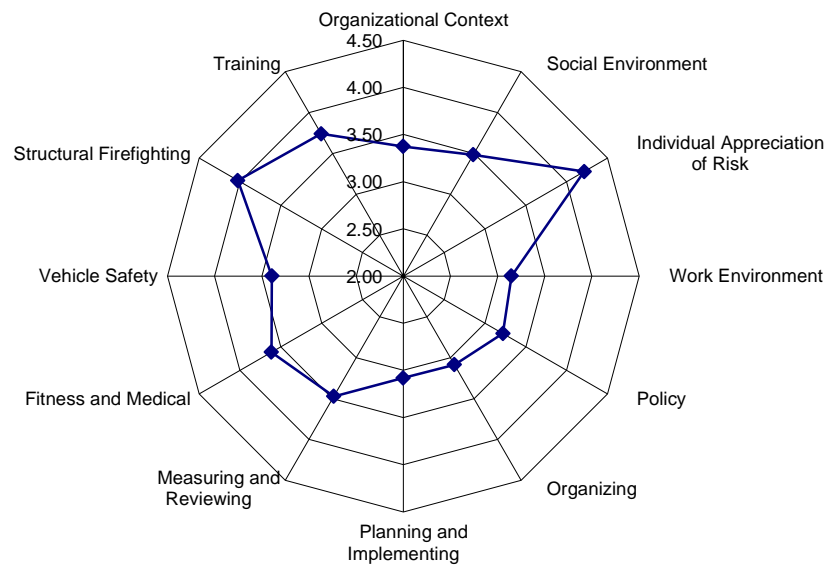 Organizational Context
4.50
Training
Social Environment
4.00
3.50
Structural Firefighting
Individual Appreciation
of Risk
3.00
2.50
Vehicle Safety
2.00
Work Environment
Fitness and Medical
Policy
Measuring and
Reviewing
Organizing
Planning and
Implementing